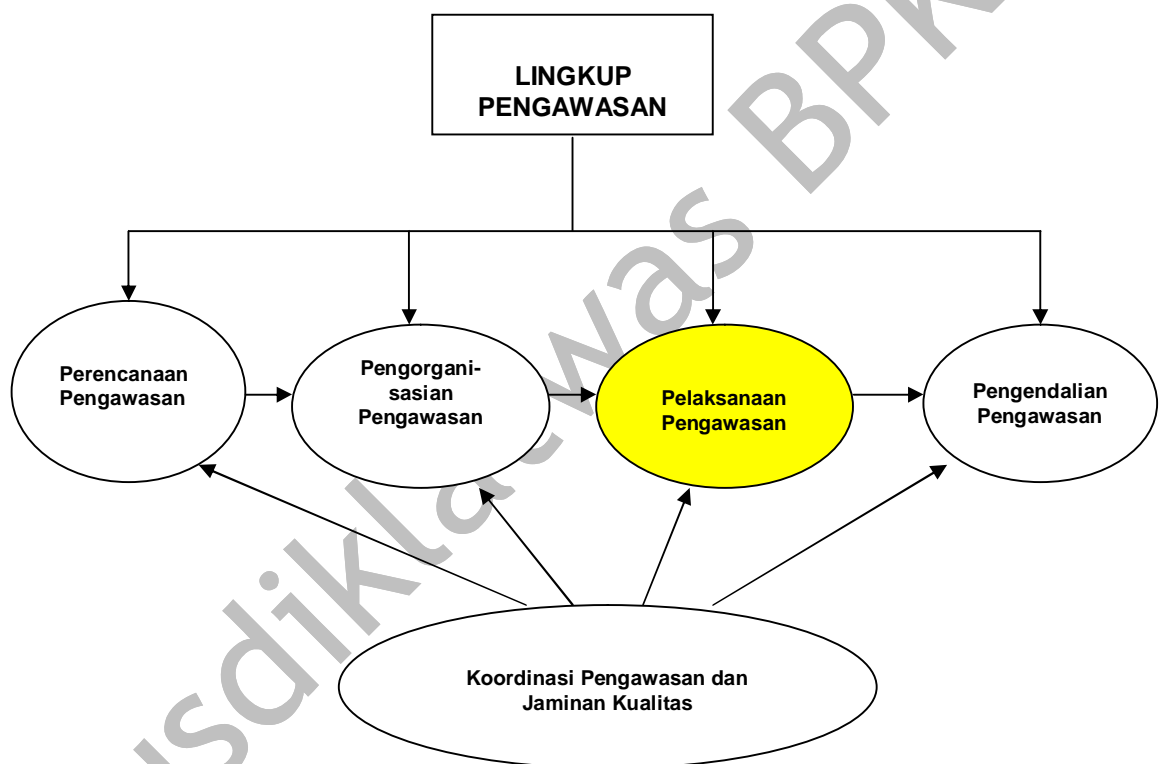 LINGKUP
PENGAWASAN
Perencanaan
Pengawasan
Pengorgani-
sasian
Pengawasan
Pelaksanaan
Pengawasan
Pengendalian
Pengawasan
Koordinasi Pengawasan dan
Jaminan Kualitas